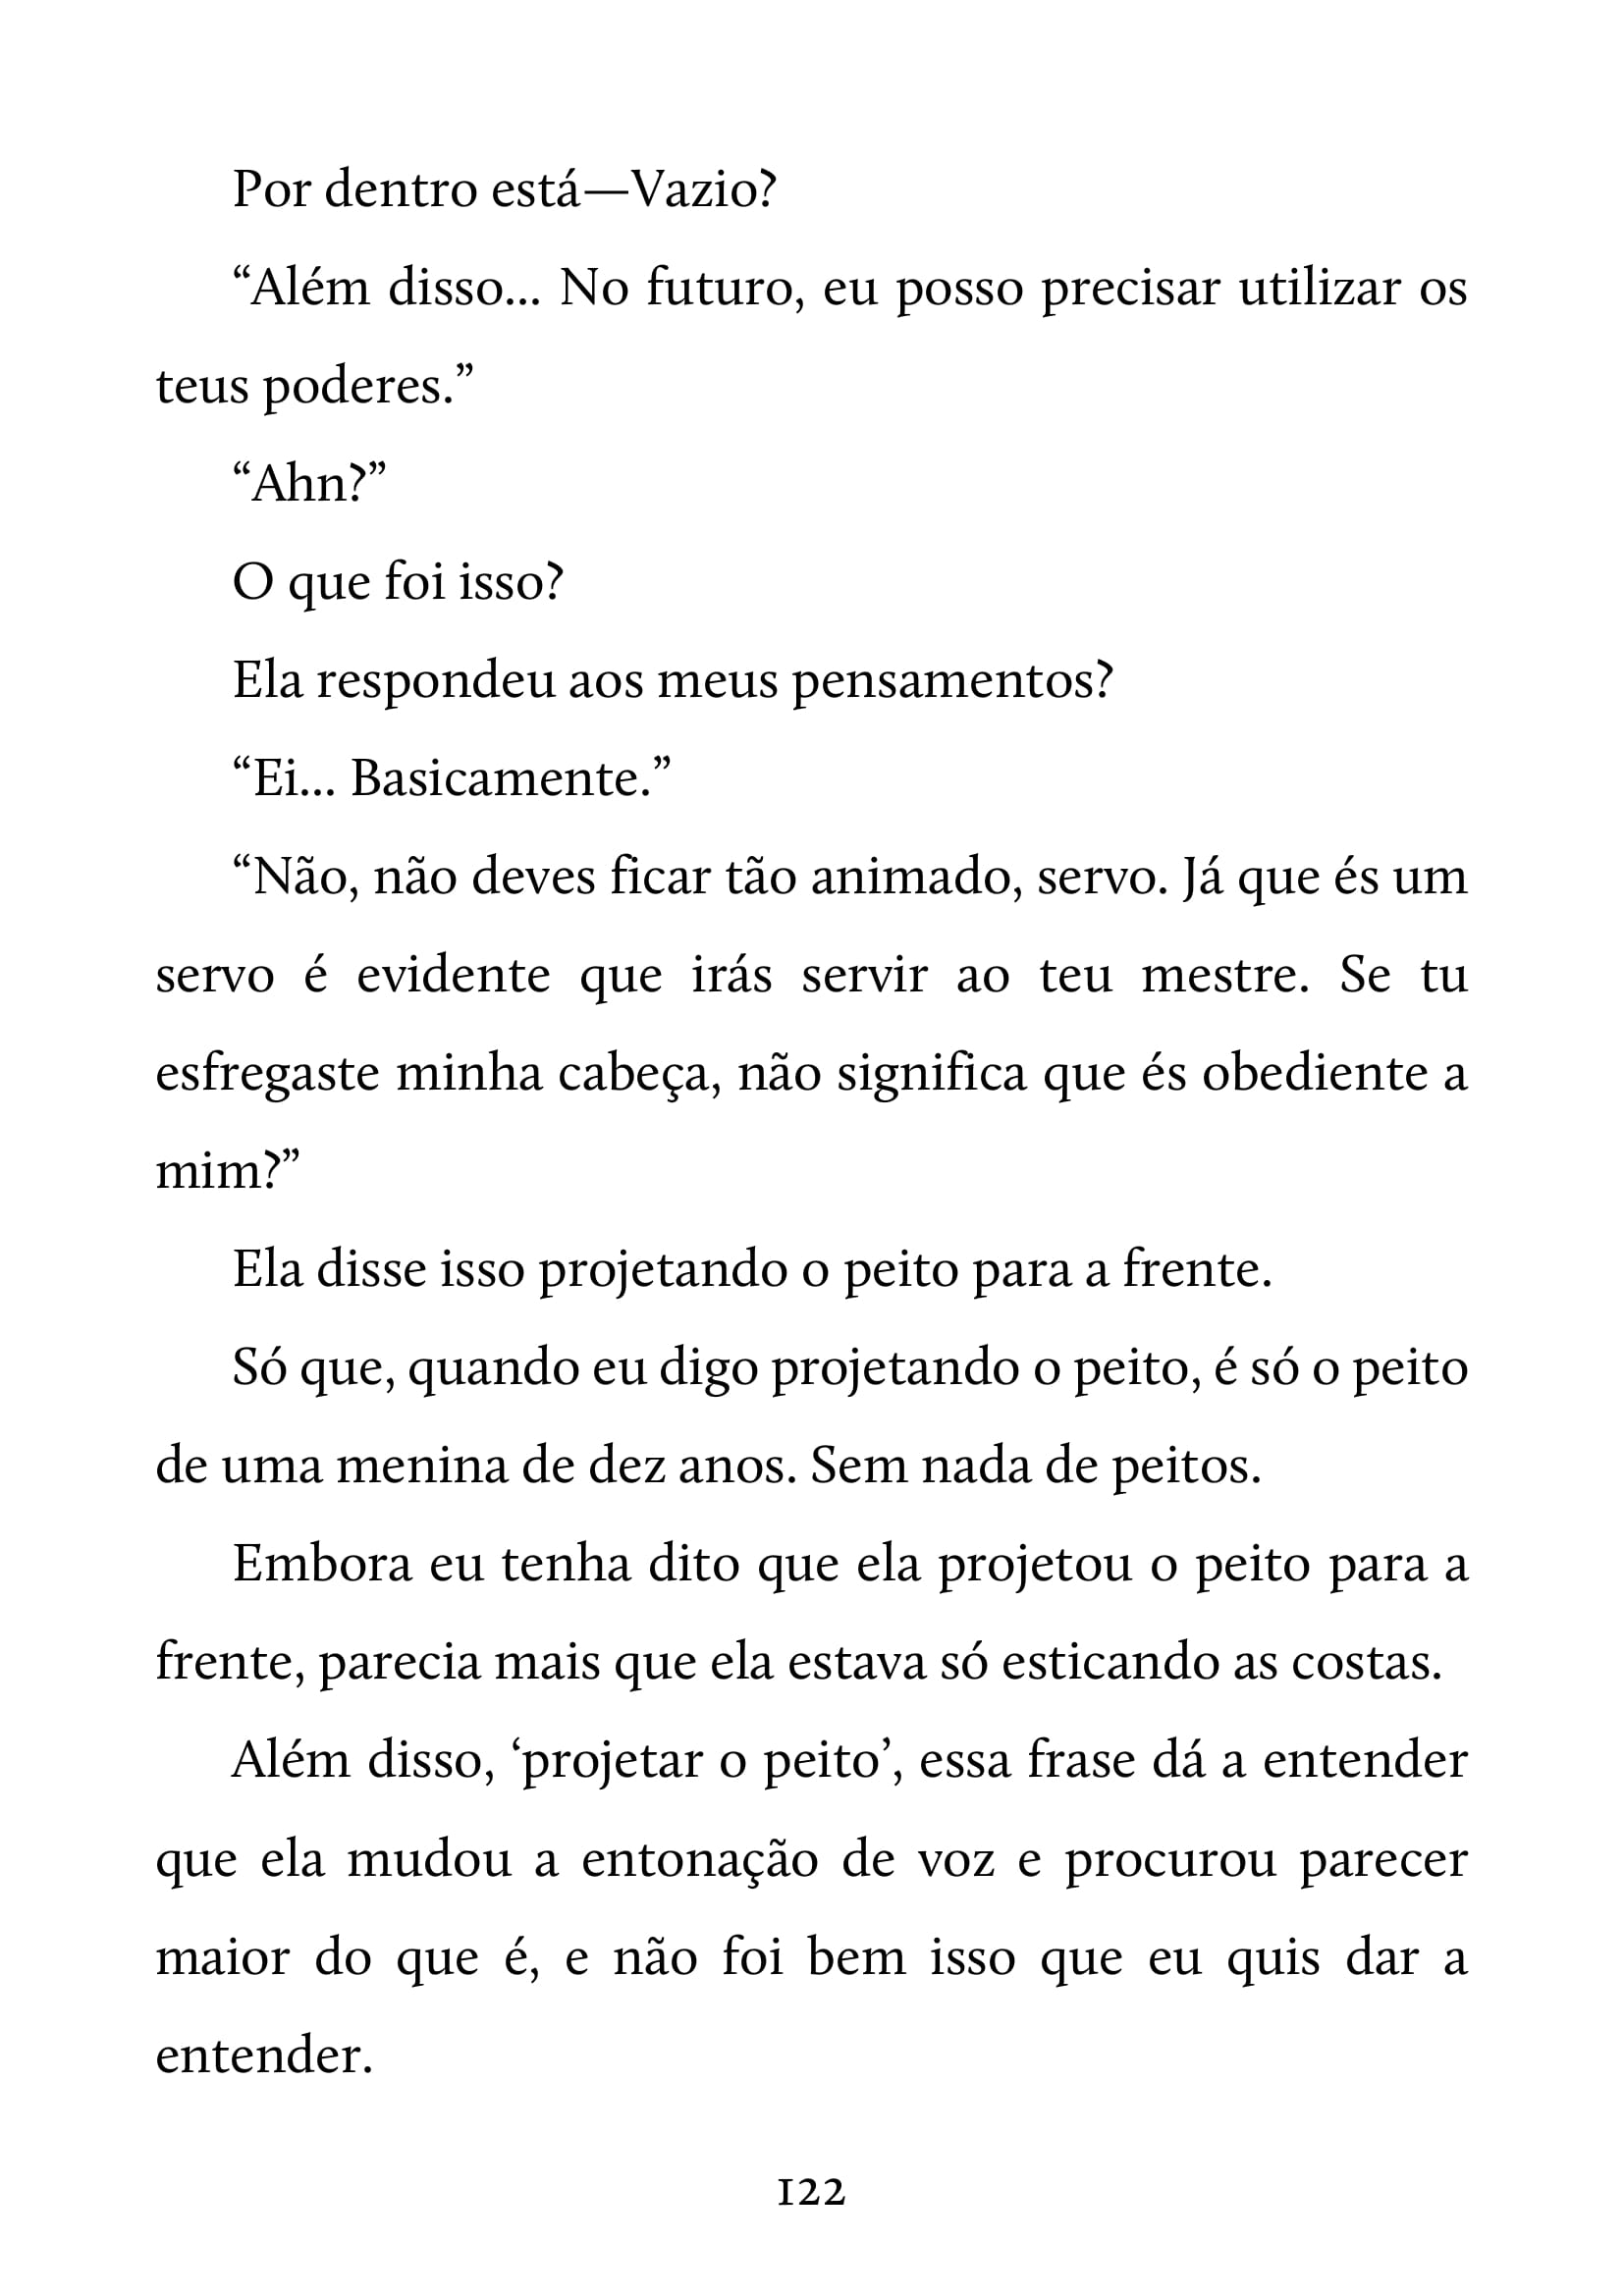 Por dentro está—Vazio?
“Além disso... No futuro, eu posso precisar utilizar os
teus poderes.”
“Ahn?”
O que foi isso?
Ela respondeu aos meus pensamentos?
“Ei... Basicamente.”
“Não, não deves ficar tão animado, servo. Já que és um
servo é evidente que irás servir ao teu mestre. Se tu
esfregaste minha cabeça, não significa que és obediente a
mim?”
Ela disse isso projetando o peito para a frente.
Só que, quando eu digo projetando o peito, é só o peito
de uma menina de dez anos. Sem nada de peitos.
Embora eu tenha dito que ela projetou o peito para a
frente, parecia mais que ela estava só esticando as costas.
Além disso, ‘projetar o peito’, essa frase dá a entender
que ela mudou a entonação de voz e procurou parecer
maior do que é, e não foi bem isso que eu quis dar a
entender.
122